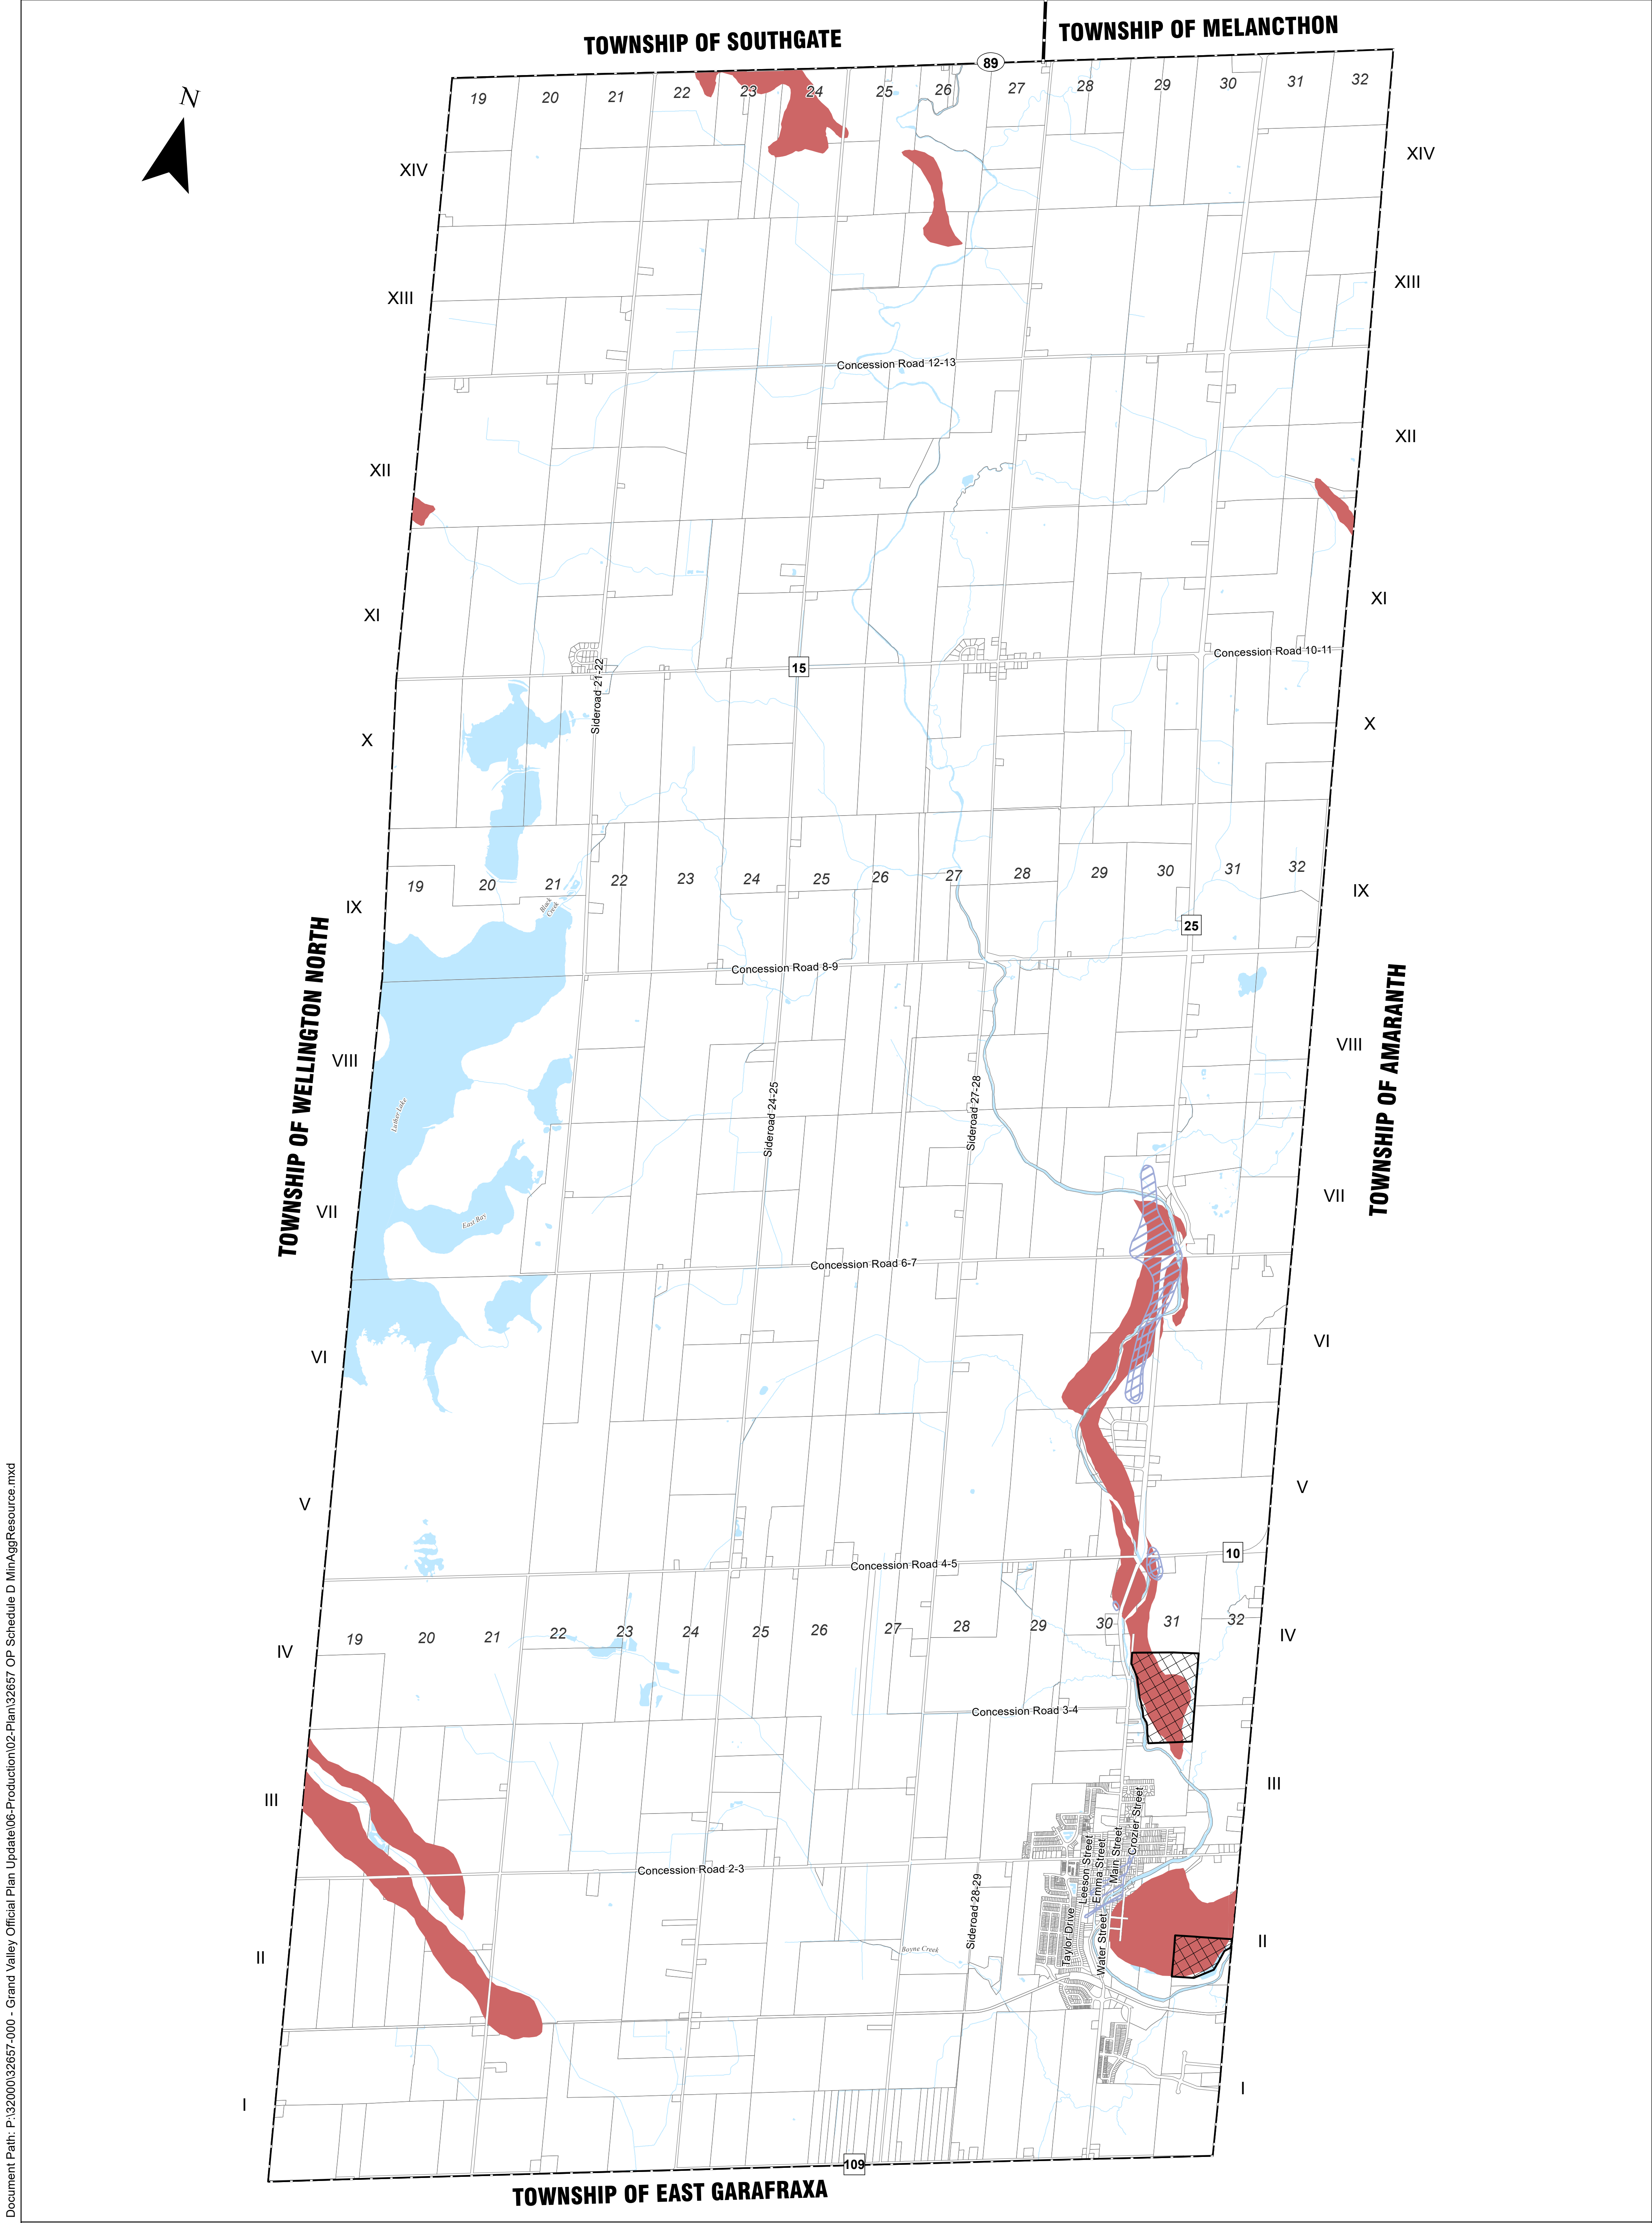 TOWNSHIP OF SOUTHGATE
TOWNSHIP OF MELANCTHON
89
N
19 20 21 22 23 24 25 26 27 28 29 30 31 32
XIV
XIV
XIII
XIII
Concession Road 12-13
XII
XII
XI
XI
Concession Road 10-11
15
Sideroad 21-22
X
X
19 20 21 22 23 24 25 26 27 28 29 30 31 32
Black
Creek
IX
IX
25
Concession Road 8-9
TOWNSHIP OF WELLINGTON NORTH
TOWNSHIP OF AMARANTH
VIII
VIII
Luther Lake
Sideroad 24-25
Sideroad 27-28
VII
VII
East Bay
Concession Road 6-7
VI
VI
V
V
10
Concession Road 4-5
19 20 21 22 23 24 25 26 27 28 29 30 31 32
IV
IV
Concession Road 3-4
III
III
Concession Road 2-3
Leeson Street
Emma Street
Main Street
Crozier Street
Taylor Drive
Water Street
Sideroad 28-29
Boyne Creek
II
II
I
I
109
TOWNSHIP OF EAST GARAFRAXA
Document Path: P:\32000\32657-000 - Grand Valley Official Plan Update\06-Production\02-Plan\32657 OP Schedule D MinAggResource.mxd